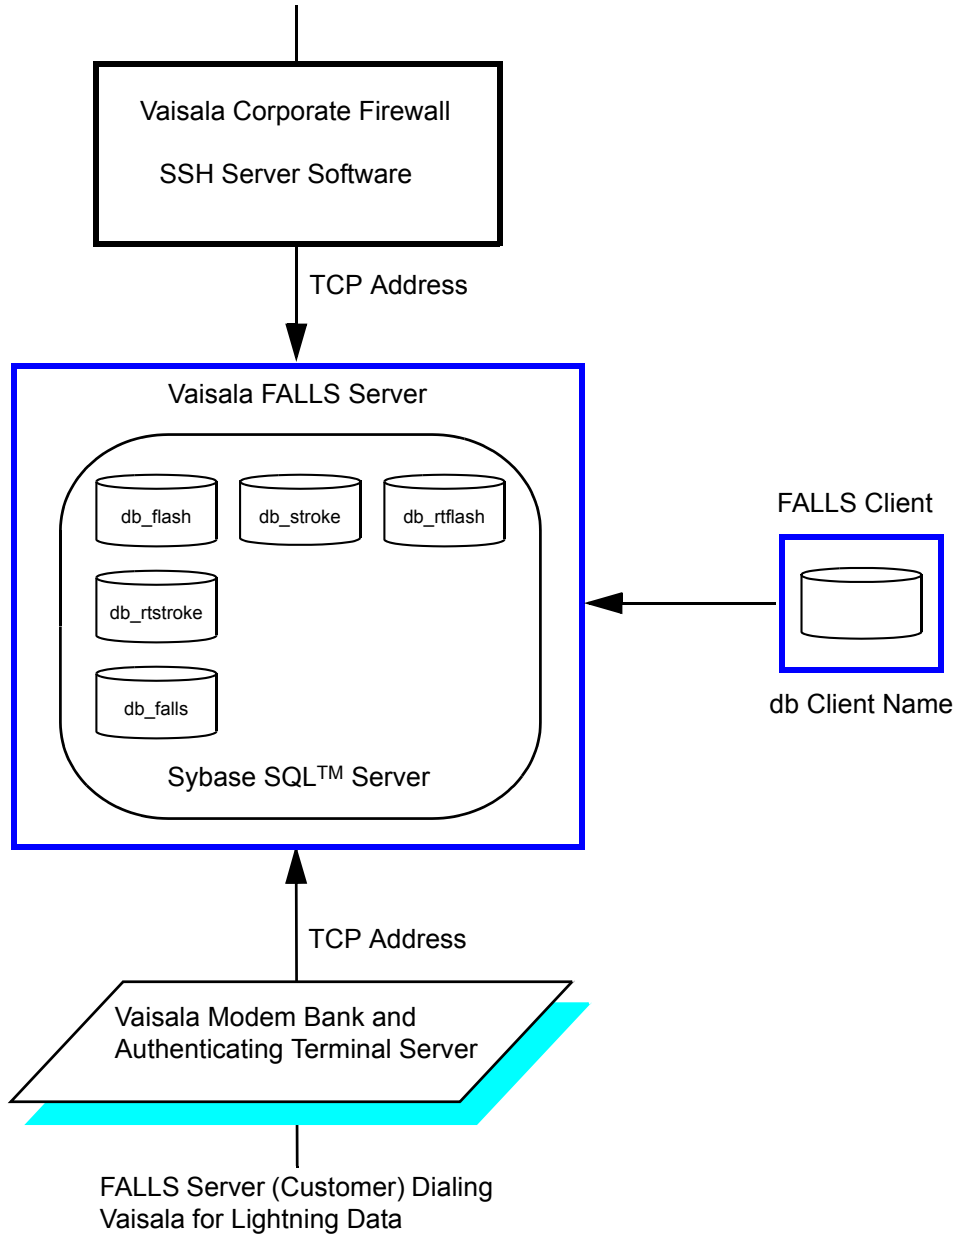 Vaisala Corporate Firewall
SSH Server Software
TCP Address
Vaisala FALLS Server
db_flash
db_stroke
db_rtflash
db_rtstroke
db_falls
Sybase SQL™ Server
FALLS Client
db Client Name
TCP Address
Vaisala Modem Bank and
Authenticating Terminal Server
FALLS Server (Customer) Dialing
Vaisala for Lightning Data